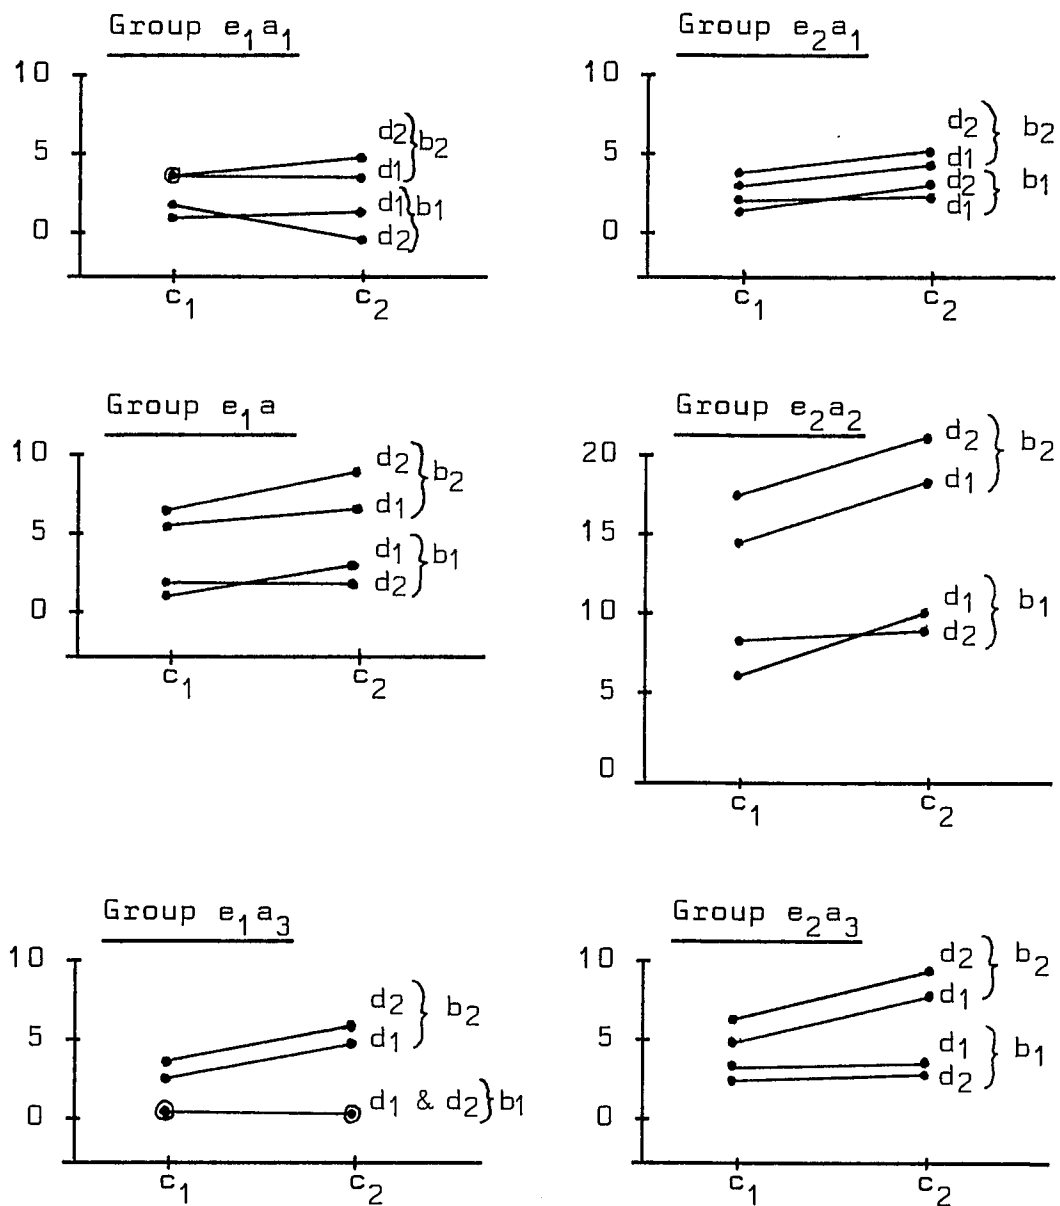 Group e1a1
10
5
0
d2
d1
} b2
d1
d2
} b1
c1 c2
Group e2a1
10
5
0
d2
d1
} b2
d2
d1
} b1
c1 c2
Group e1a
10
5
0
d2
d1
} b2
d1
d2
} b1
c1 c2
Group e2a2
20
15
10
5
0
d2
d1
} b2
d1
d2
} b1
c1 c2
Group e1a3
10
5
0
d2
d1
} b2
d1 & d2 } b1
c1 c2
Group e2a3
10
5
0
d2
d1
} b2
d1
d2
} b1
c1 c2